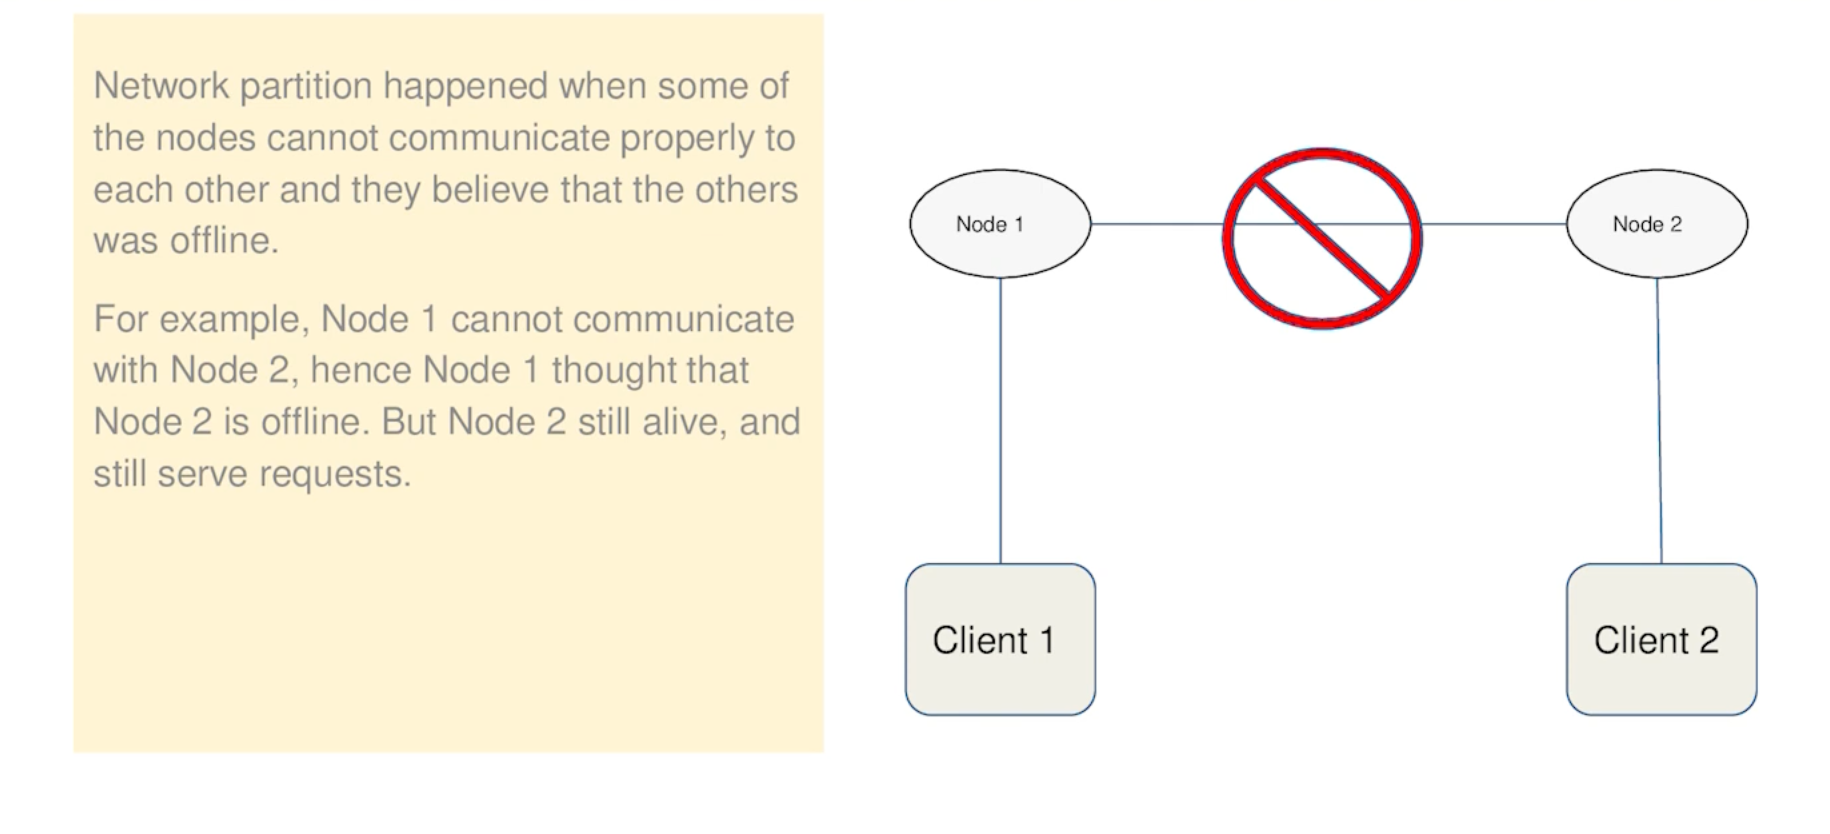 Network partition happened when some of
the nodes cannot communicate properly to
each other and they believe that the others
was offline.
For example, Node 1 cannot communicate
with Node 2, hence Node 1 thought that
Node 2 is offline. But Node 2 still alive, and
still serve requests.
Node 1
Node 2
Client 1
Client 2